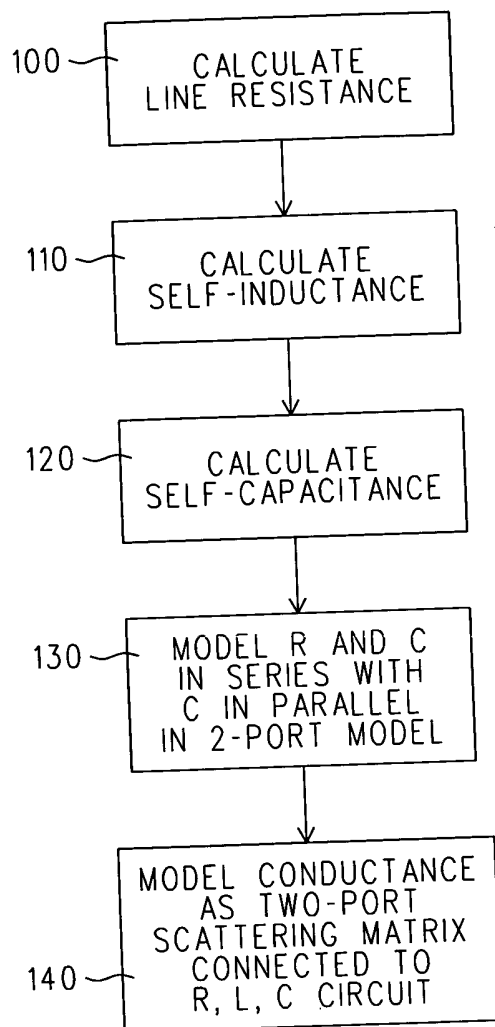 100
CALCULATE
LINE RESISTANCE
110
CALCULATE
SELF-INDUCTANCE
120
CALCULATE
SELF-CAPACITANCE
130
MODEL R AND C
IN SERIES WITH
C IN PARALLEL
IN 2-PORT MODEL
MODEL CONDUCTANCE
AS TWO-PORT
SCATTERING MATRIX
CONNECTED TO
140
R, L, C CIRCUIT